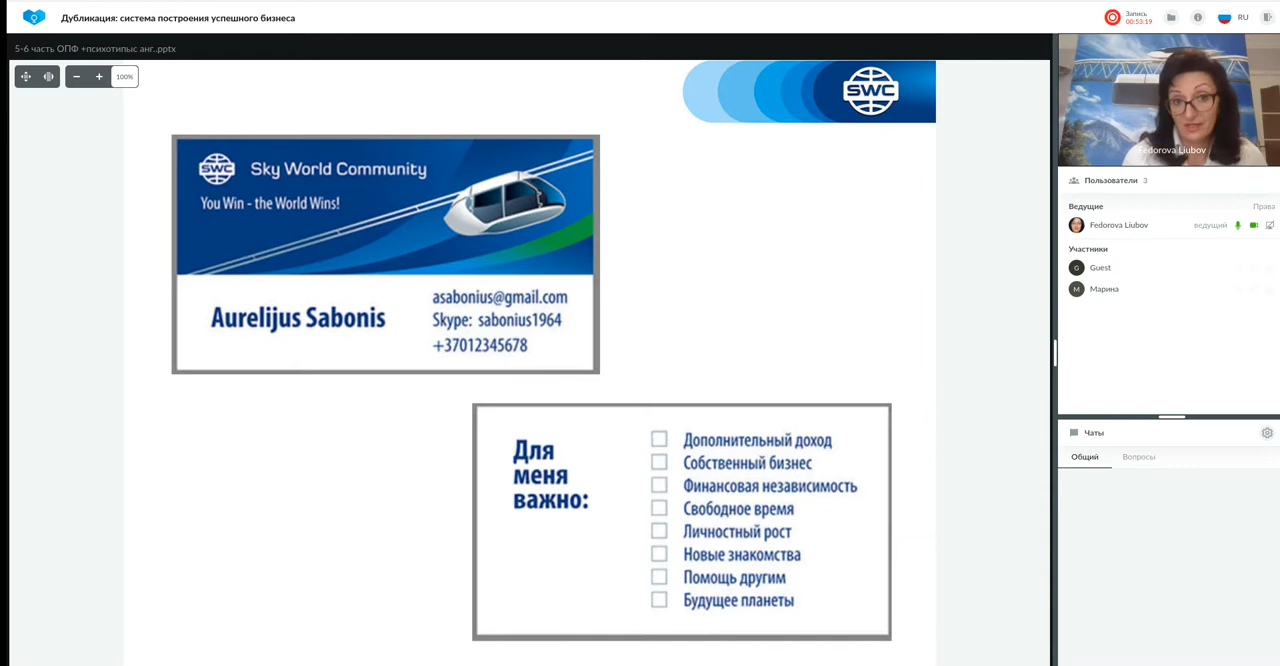 Дубликация: система построения успешного бизнеса
Запись
00:53:19
RU
5-6 часть ОПФ +психотипыс анг..pptx
100%
SWC
SWC
Sky World Community
You Win - the World Wins!
Aurelijus Sabonis
asabonius@gmail.com
Skype: sabonius1964
+37012345678
Для
меня
важно:
Дополнительный доход
Собственный бизнес
Финансовая независимость
Свободное время
Личностный рост
Новые знакомства
Помощь другим
Будущее планеты
Fedorova Liubov
Пользователи 3
Ведущие Права
Fedorova Liubov ведущий
Участники
G Guest
М Марина
Чаты
Общий Вопросы